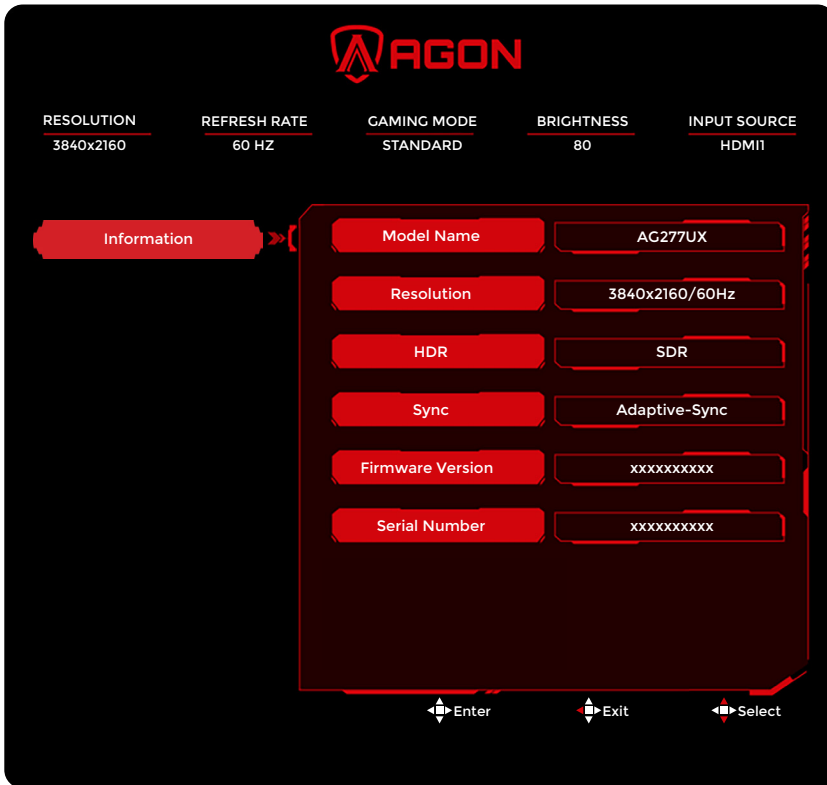 AGON
RESOLUTION REFRESH RATE GAMING MODE BRIGHTNESS INPUT SOURCE
3840x2160 60 HZ STANDARD 80 HDMI1
Information
Model Name AG277UX
Resolution 3840x2160/60Hz
HDR SDR
Sync Adaptive-Sync
Firmware Version xxxxxxxxxx
Serial Number xxxxxxxxxx
Enter Exit Select